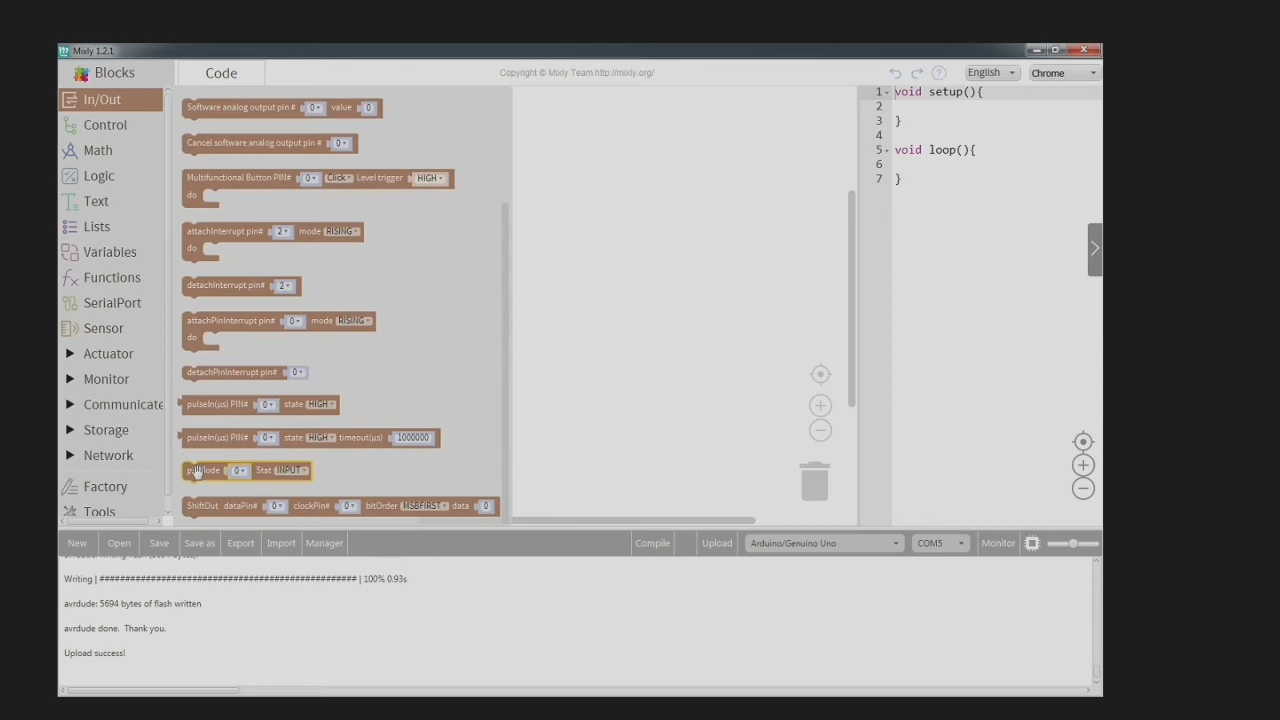 Mixly 1.2.1
Blocks
Code
Copyright © Mixly Team http://mixly.org/
English
Chrome
In/Out
Control
Math
Logic
Text
Lists
Variables
Functions
SerialPort
Sensor
Actuator
Monitor
Communicate
Storage
Network
Factory
Tools
Software analog output pin # 0 value 0
Cancel software analog output pin # 0
Multifunctional Button PIN# 0 Click Level trigger HIGH
do
attachInterrupt pin# 2 mode RISING
do
detachInterrupt pin# 2
attachPinInterrupt pin# 0 mode RISING
do
detachPinInterrupt pin# 0
pulseIn(μs) PIN# 0 state HIGH
pulseIn(μs) PIN# 0 state HIGH timeout(μs) 1000000
0 Stat INPUT
ShiftOut dataPin# 0 clockPin# 0 bitOrder MSBFIRST data 0
1 void setup(){
2
3 }
4
5 void loop(){
6
7 }
New
Open
Save
Save as
Export
Import
Manager
Compile
Upload
Arduino/Genuino Uno
COM5
Monitor
Writing | ################################################## | 100% 0.93s
avrdude: 5694 bytes of flash written
avrdude done.  Thank you.
Upload success!